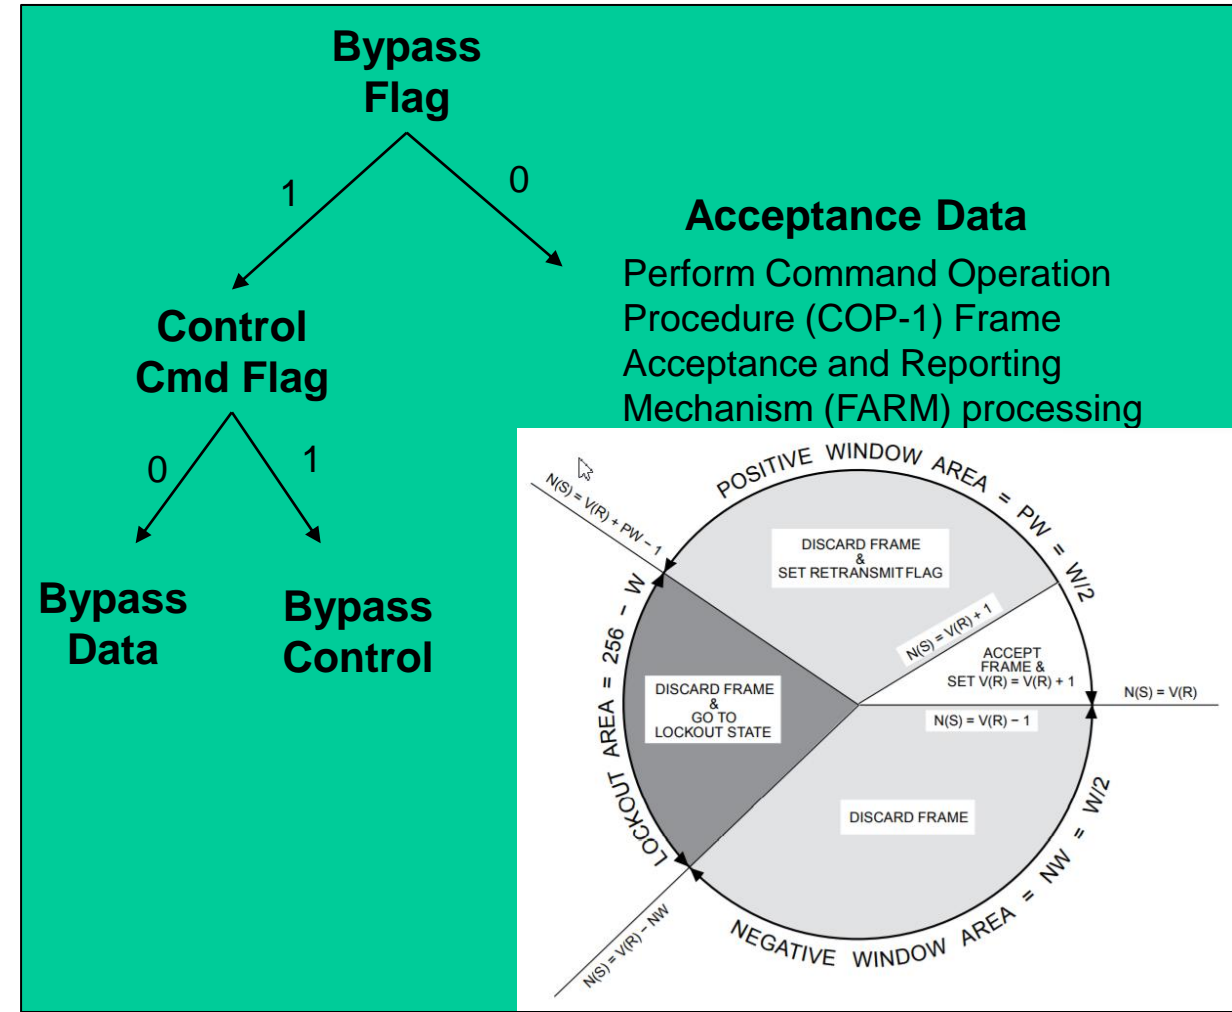 Bypass
Flag
1
0
Acceptance Data
Perform Command Operation
Procedure (COP-1) Frame
Acceptance and Reporting
Mechanism (FARM) processing
Control
Cmd Flag
0
1
Bypass
Data
Bypass
Control
POSITIVE WINDOW AREA = PW = W/2
N(S) = V(R) + PW − 1
DISCARD FRAME
&
SET RETRANSMIT FLAG
N(S) = V(R) + 1
ACCEPT
FRAME &
SET V(R) = V(R) + 1
N(S) = V(R)
N(S) = V(R) − 1
LOCKOUT AREA = 256 − W
DISCARD FRAME
&
GO TO
LOCKOUT STATE
DISCARD FRAME
N(S) = V(R) − NW
NEGATIVE WINDOW AREA = NW = W/2